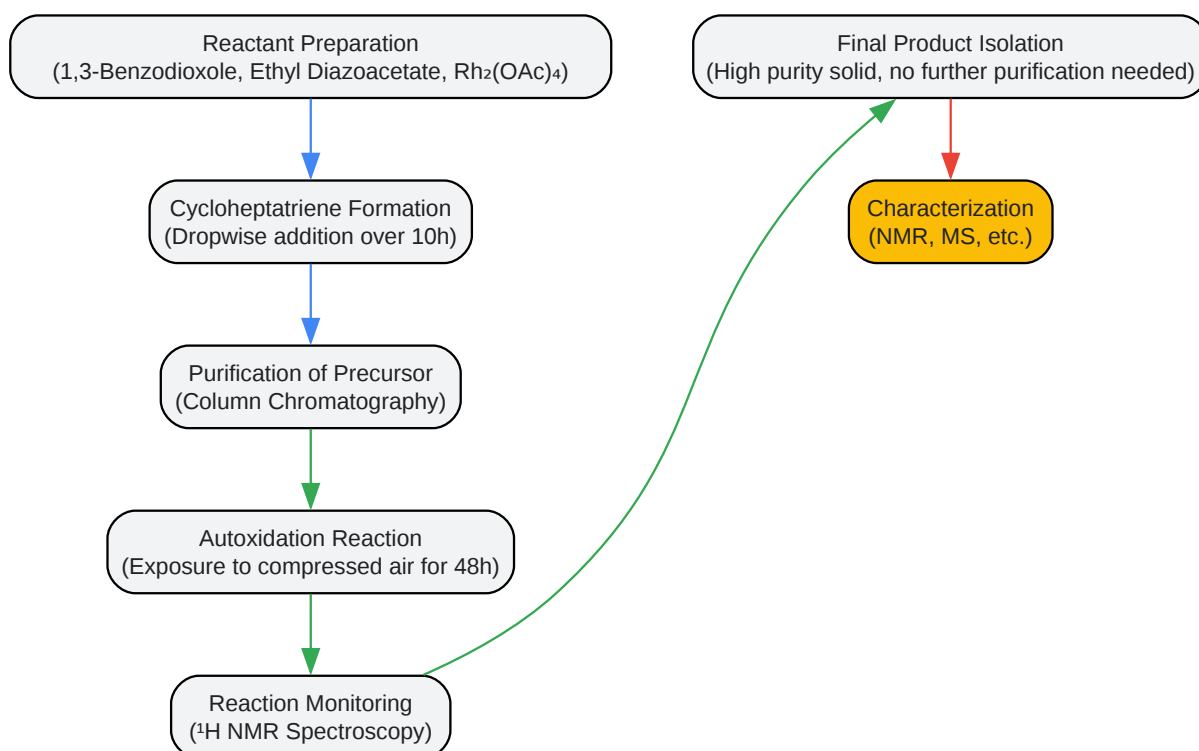 Reactant Preparation
(1,3-Benzodioxole, Ethyl Diazoacetate, Rh₂(OAc)₄)
Cycloheptatriene Formation
(Dropwise addition over 10h)
Purification of Precursor
(Column Chromatography)
Autoxidation Reaction
(Exposure to compressed air for 48h)
Reaction Monitoring
(¹H NMR Spectroscopy)
Final Product Isolation
(High purity solid, no further purification needed)
Characterization
(NMR, MS, etc.)